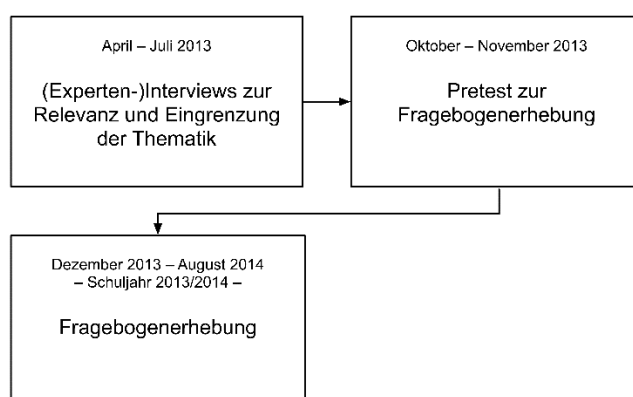 April – Juli 2013
(Experten-)Interviews zur
Relevanz und Eingrenzung
der Thematik
Oktober – November 2013
Pretest zur
Fragebogenerhebung
Dezember 2013 – August 2014
– Schuljahr 2013/2014 –
Fragebogenerhebung